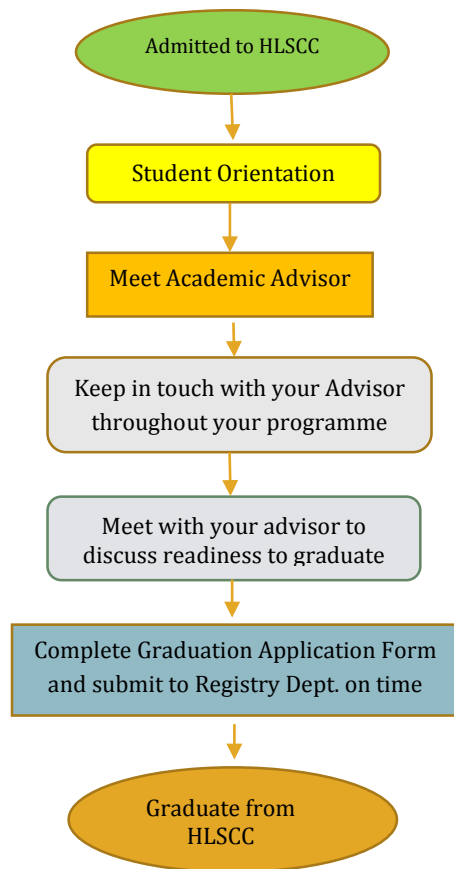 Admitted to HLSCC
Student Orientation
Meet Academic Advisor
Keep in touch with your Advisor
throughout your programme
Meet with your advisor to
discuss readiness to graduate
Complete Graduation Application Form
and submit to Registry Dept. on time
Graduate from
HLSCC